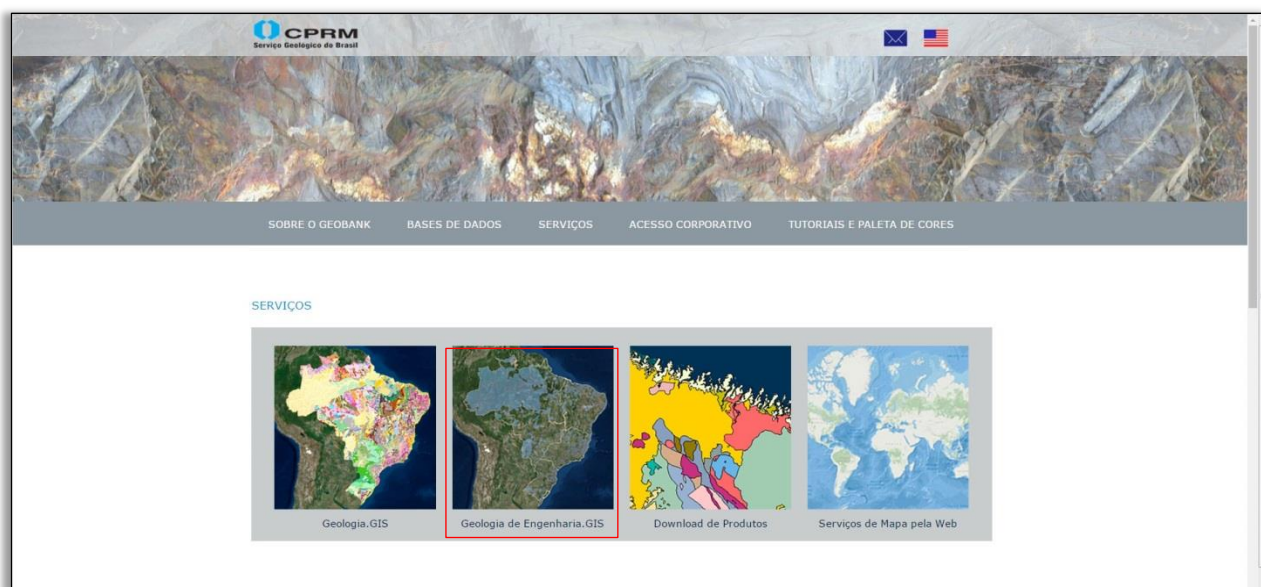 CPRM
Serviço Geológico do Brasil
SOBRE O GEOBANK BASES DE DADOS SERVIÇOS ACESSO CORPORATIVO TUTORIAIS E PALETA DE CORES
SERVIÇOS
Geologia.GIS Geologia de Engenharia.GIS Download de Produtos Serviços de Mapa pela Web